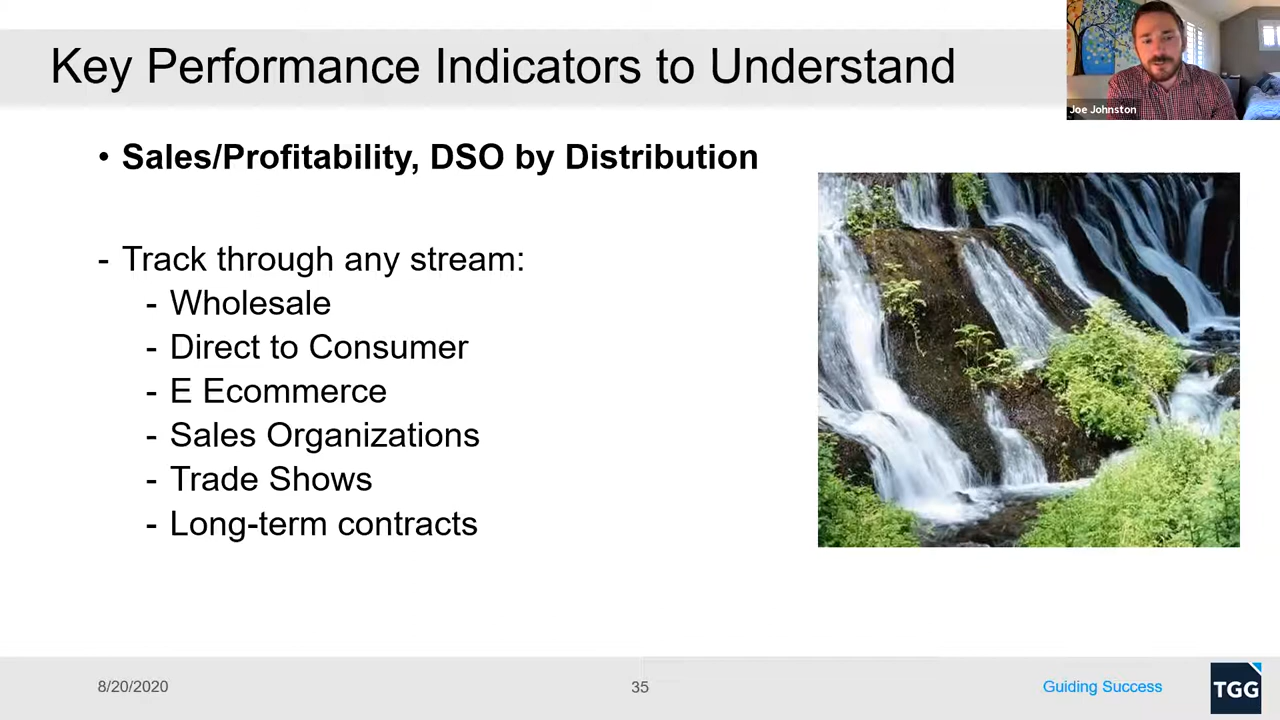 Key Performance Indicators to Understand
Joe Johnston
• Sales/Profitability, DSO by Distribution
- Track through any stream:
- Wholesale
- Direct to Consumer
- E Ecommerce
- Sales Organizations
- Trade Shows
- Long-term contracts
8/20/2020
35
Guiding Success
TGG